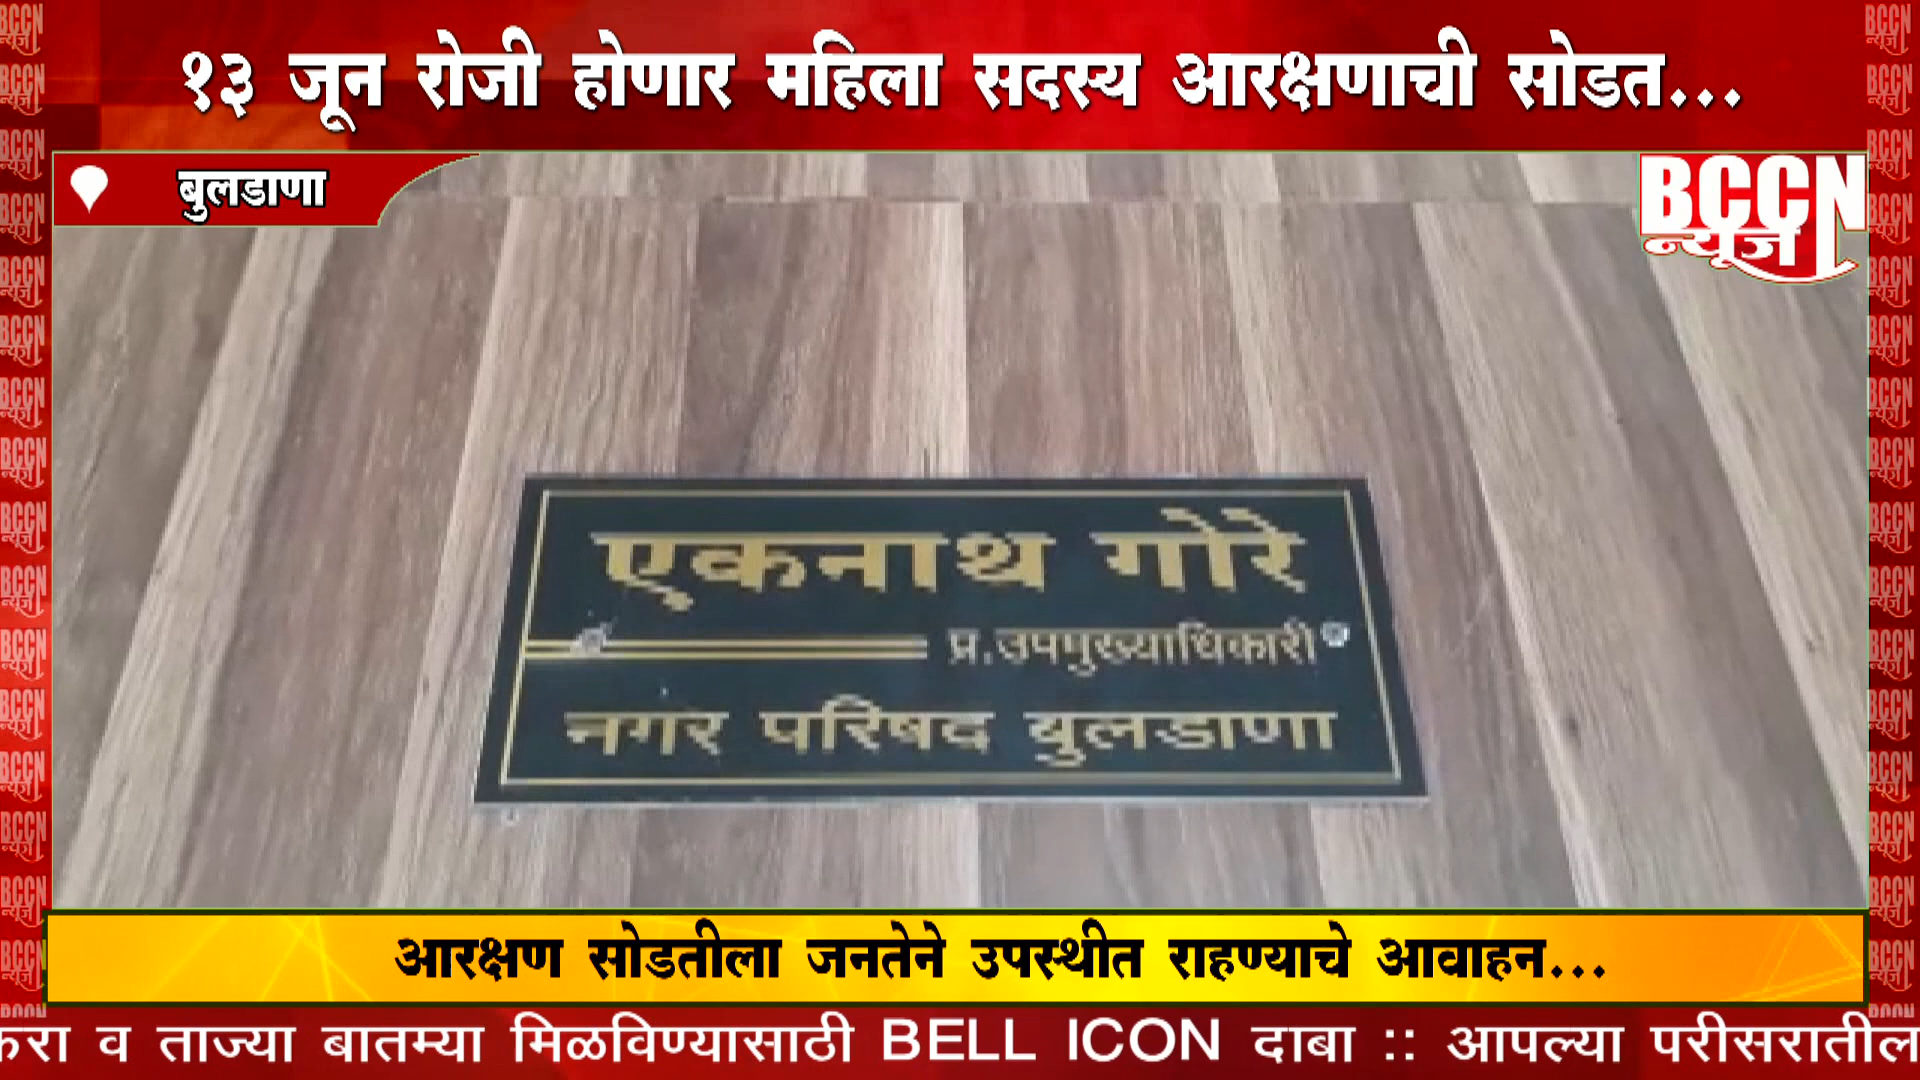 १३ जून रोजी होणार महिला सदस्य आरक्षणाची सोडत...
बुलडाणा
BCCN
न्यूज
एकनाथ गोरे
प्र.उपमुख्याधिकारी
नगर परिषद बुलडाणा
आरक्षण सोडतीला जनतेने उपस्थीत राहण्याचे आवाहन...
करा व ताज्या बातम्या मिळविण्यासाठी BELL ICON दाबा :: आपल्या परीसरातील